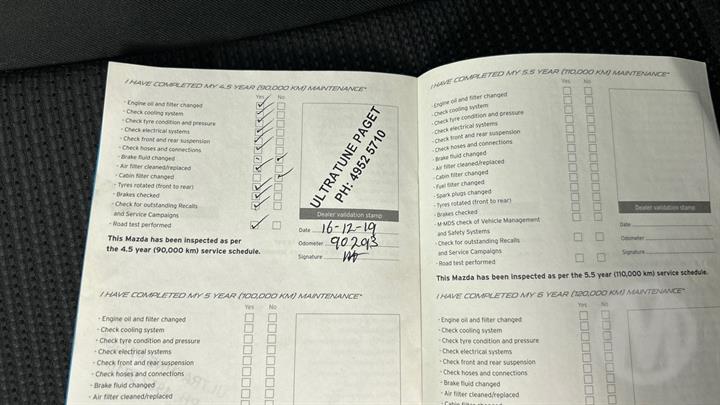 I HAVE COMPLETED MY 4.5 YEAR (90,000 KM) MAINTENANCE*
Yes No
- Engine oil and filter changed
- Check cooling system
- Check tyre condition and pressure
- Check electrical systems
- Check front and rear suspension
- Check hoses and connections
- Brake fluid changed
- Air filter cleaned/replaced
- Cabin filter changed
- Tyres rotated (front to rear)
- Brakes checked
- Check for outstanding Recalls
and Service Campaigns
- Road test performed
This Mazda has been inspected as per
the 4.5 year (90,000 km) service schedule.
ULTRATUNE PAGET
PH: 4952 5710
Dealer validation stamp
Date 16-12-19
Odometer 90293
Signature
I HAVE COMPLETED MY 5 YEAR (100,000 KM) MAINTENANCE*
Yes No
- Engine oil and filter changed
- Check cooling system
- Check tyre condition and pressure
- Check electrical systems
- Check front and rear suspension
- Check hoses and connections
- Brake fluid changed
- Air filter cleaned/replaced
I HAVE COMPLETED MY 5.5 YEAR (110,000 KM) MAINTENANCE*
Yes No
- Engine oil and filter changed
- Check cooling system
- Check tyre condition and pressure
- Check electrical systems
- Check front and rear suspension
- Check hoses and connections
- Brake fluid changed
- Air filter cleaned/replaced
- Cabin filter changed
- Fuel filter changed
- Spark plugs changed
- Tyres rotated (front to rear)
- Brakes checked
- M-MDS check of Vehicle Management
and Safety Systems
- Check for outstanding Recalls
and Service Campaigns
- Road test performed
Dealer validation stamp
Date
Odometer
Signature
This Mazda has been inspected as per the 5.5 year (110,000 km) service schedule.
I HAVE COMPLETED MY 6 YEAR (120,000 KM) MAINTENANCE*
Yes No
- Engine oil and filter changed
- Check cooling system
- Check tyre condition and pressure
- Check electrical systems
- Check front and rear suspension
- Check hoses and connections
- Brake fluid changed
- Air filter cleaned/replaced